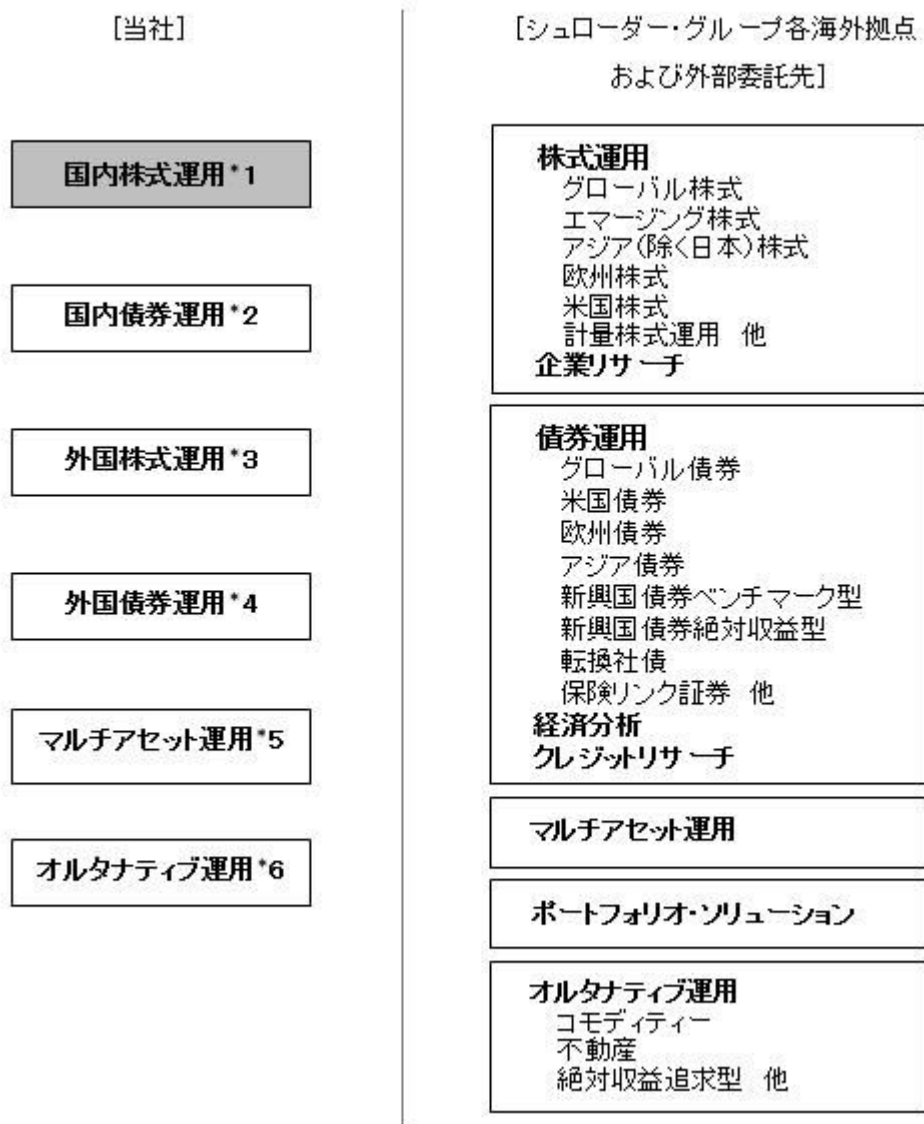 [当社]
国内株式運用*1
国内債券運用*2
外国株式運用*3
外国債券運用*4
マルチアセット運用*5
オルタナティブ運用*6
[シュローダー・グループ各海外拠点
および外部委託先]
株式運用
グローバル株式
エマージング株式
アジア(除く日本)株式
欧州株式
米国株式
計量株式運用 他
企業リサーチ
債券運用
グローバル債券
米国債券
欧州債券
アジア債券
新興国債券ベンチマーク型
新興国債券絶対収益型
転換社債
保険リンク証券 他
経済分析
クレジットリサーチ
マルチアセット運用
ポートフォリオ・ソリューション
オルタナティブ運用
コモディティー
不動産
絶対収益追求型 他